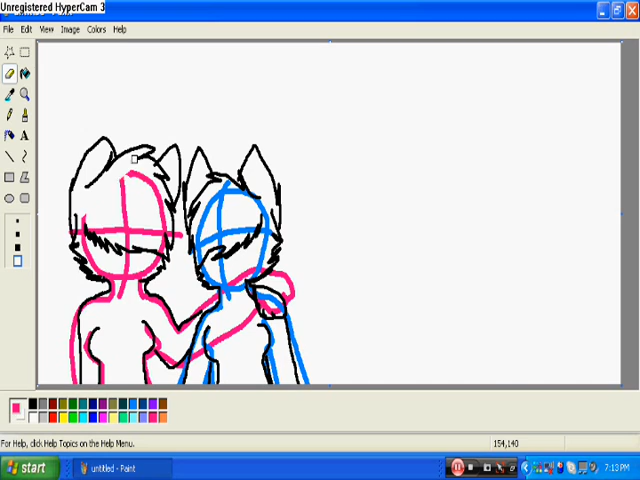 Unregistered HyperCam 3
File Edit View Image Colors Help
A
For Help, click Help Topics on the Help Menu.
154,140
start
untitled - Paint
7:13 PM